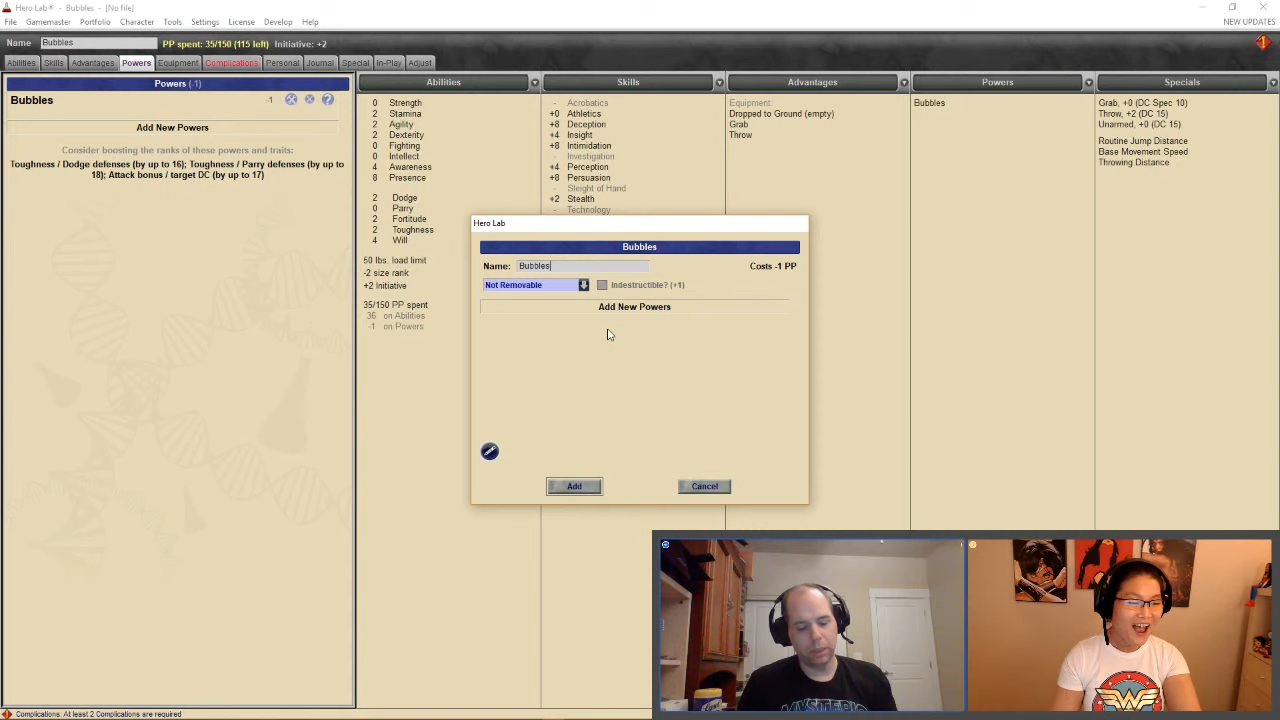 Hero Lab® - Bubbles - [No file]
File Gamemaster Portfolio Character Tools Settings License Develop Help
NEW UPDATES
Name Bubbles PP spent: 35/150 (115 left) Initiative: +2
Abilities Skills Advantages Powers Equipment Complications Personal Journal Special In-Play Adjust
Powers (-1)
Bubbles -1
Add New Powers
Consider boosting the ranks of these powers and traits:
Toughness / Dodge defenses (by up to 16); Toughness / Parry defenses (by up to
18); Attack bonus / target DC (by up to 17)
Abilities
0 Strength
2 Stamina
2 Agility
2 Dexterity
0 Fighting
0 Intellect
4 Awareness
8 Presence
2 Dodge
0 Parry
2 Fortitude
2 Toughness
4 Will
50 lbs. load limit
-2 size rank
+2 Initiative
35/150 PP spent
36 on Abilities
-1 on Powers
Skills
- Acrobatics
+0 Athletics
+8 Deception
+4 Insight
+8 Intimidation
- Investigation
+4 Perception
+8 Persuasion
- Sleight of Hand
+2 Stealth
- Technology
Advantages
Equipment:
Dropped to Ground (empty)
Grab
Throw
Powers
Bubbles
Specials
Grab, +0 (DC Spec 10)
Throw, +2 (DC 15)
Unarmed, +0 (DC 15)
Routine Jump Distance
Base Movement Speed
Throwing Distance
Hero Lab
Bubbles
Name: Bubbles Costs -1 PP
Not Removable Indestructible? (+1)
Add New Powers
Add Cancel
Complications: At least 2 Complications are required